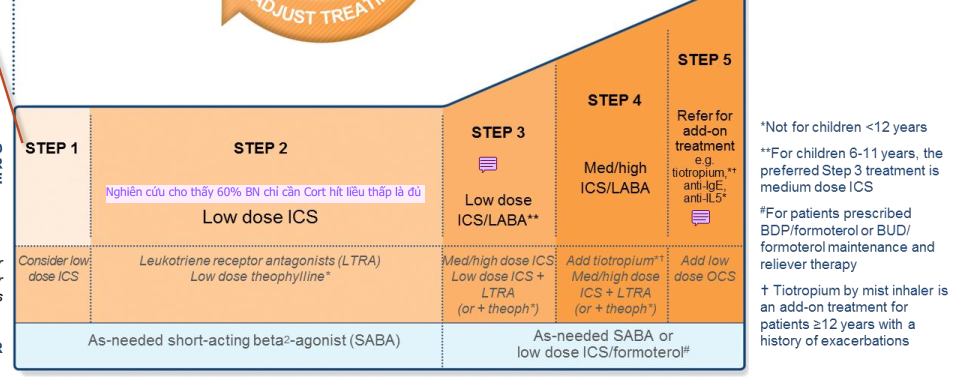 ADJUST TREATM
STEP 1
STEP 2
Nghiên cứu cho thấy 60% BN chỉ cần Cort hít liều thấp là đủ
Low dose ICS
STEP 3
Low dose
ICS/LABA**
STEP 4
Med/high
ICS/LABA
STEP 5
Refer for
add-on
treatment
e.g.
tiotropium,*†
anti-IgE,
anti-IL5*
Consider low
dose ICS
Leukotriene receptor antagonists (LTRA)
Low dose theophylline*
Med/high dose ICS
Low dose ICS +
LTRA
(or + theoph*)
Add tiotropium*†
Med/high dose
ICS + LTRA
(or + theoph*)
Add low
dose OCS
As-needed short-acting beta2-agonist (SABA)
As-needed SABA or
low dose ICS/formoterol#
*Not for children <12 years
**For children 6-11 years, the
preferred Step 3 treatment is
medium dose ICS
#For patients prescribed
BDP/formoterol or BUD/
formoterol maintenance and
reliever therapy
† Tiotropium by mist inhaler is
an add-on treatment for
patients ≥12 years with a
history of exacerbations